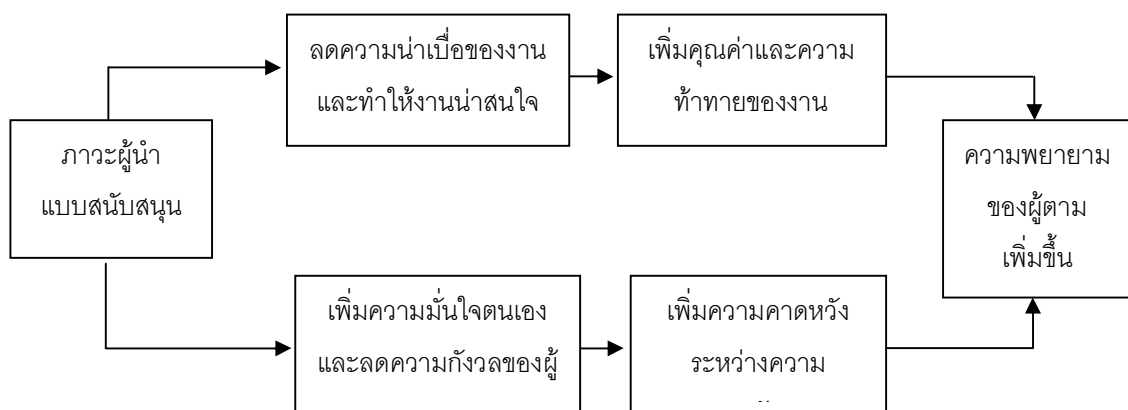 ลดความน่าเบื่อของงาน
และทำให้งานน่าสนใจ
เพิ่มคุณค่าและความ
ท้าทายของงาน
ภาวะผู้นำ
แบบสนับสนุน
ความพยายาม
ของผู้ตาม
เพิ่มขึ้น
เพิ่มความมั่นใจตนเอง
และลดความกังวลของผู้
เพิ่มความคาดหวัง
ระหว่างความ